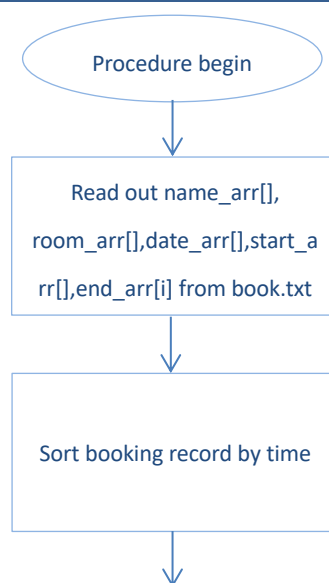 Procedure begin
Read out name_arr[],
room_arr[],date_arr[],start_a
rr[],end_arr[i] from book.txt
Sort booking record by time